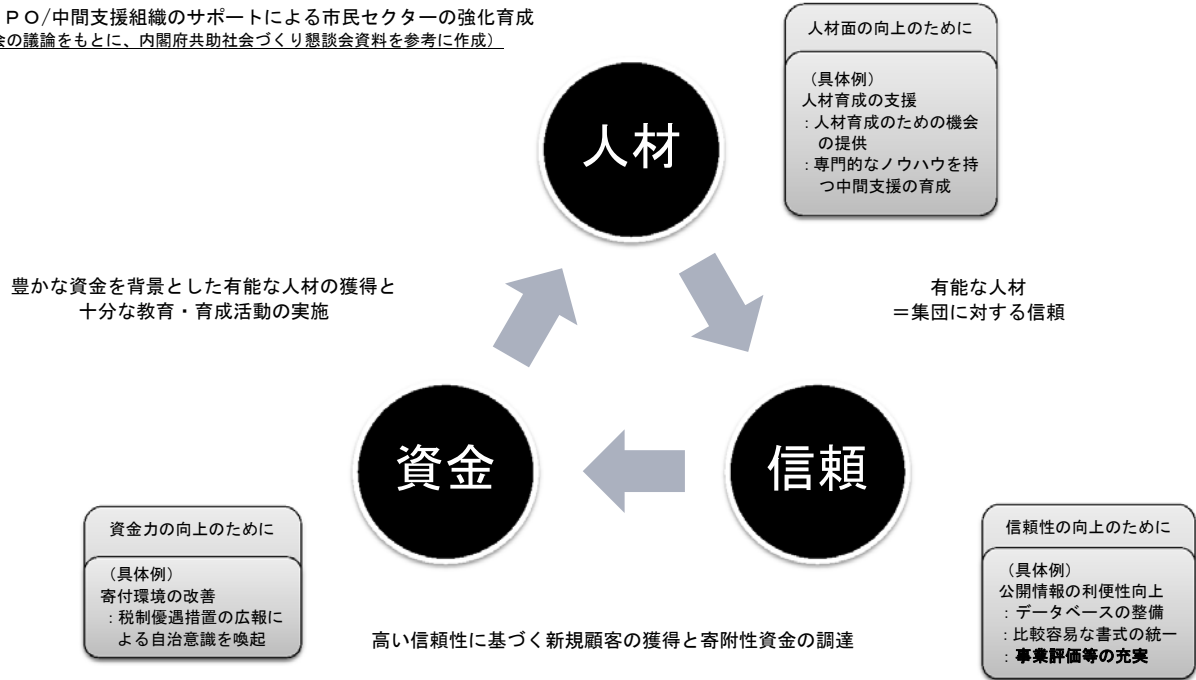 ＰＯ/中間支援組織のサポートによる市民セクターの強化育成
会の議論をもとに、内閣府共助社会づくり懇談会資料を参考に作成）
人材面の向上のために
（具体例）
人材育成の支援
：人材育成のための機会
の提供
：専門的なノウハウを持
つ中間支援の育成
人材
豊かな資金を背景とした有能な人材の獲得と
十分な教育・育成活動の実施
有能な人材
＝集団に対する信頼
資金
信頼
資金力の向上のために
（具体例）
寄付環境の改善
：税制優遇措置の広報に
よる自治意識を喚起
高い信頼性に基づく新規顧客の獲得と寄附性資金の調達
信頼性の向上のために
（具体例）
公開情報の利便性向上
：データベースの整備
：比較容易な書式の統一
：事業評価等の充実